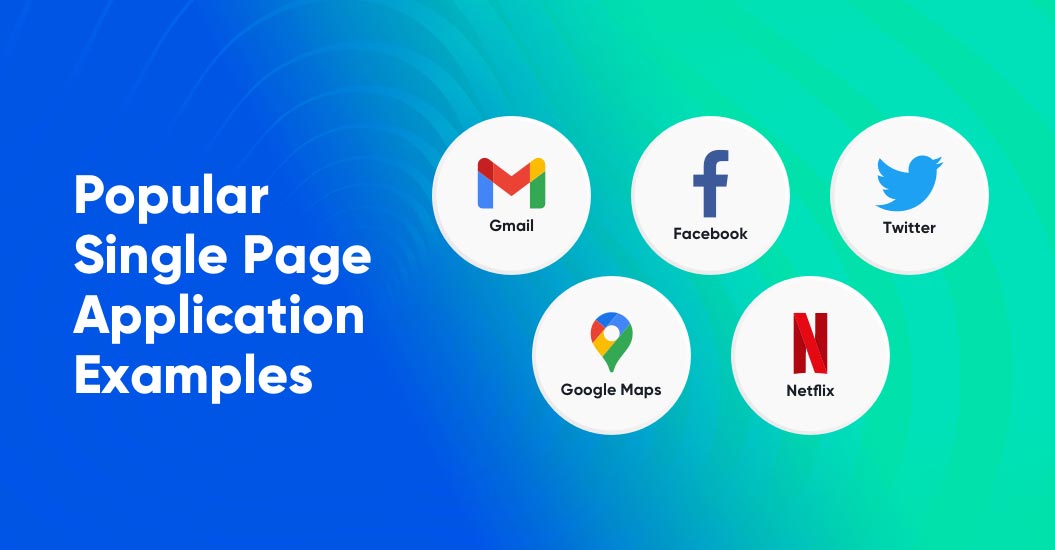 Popular
Single Page
Application
Examples
Gmail
Facebook
Twitter
Google Maps
Netflix